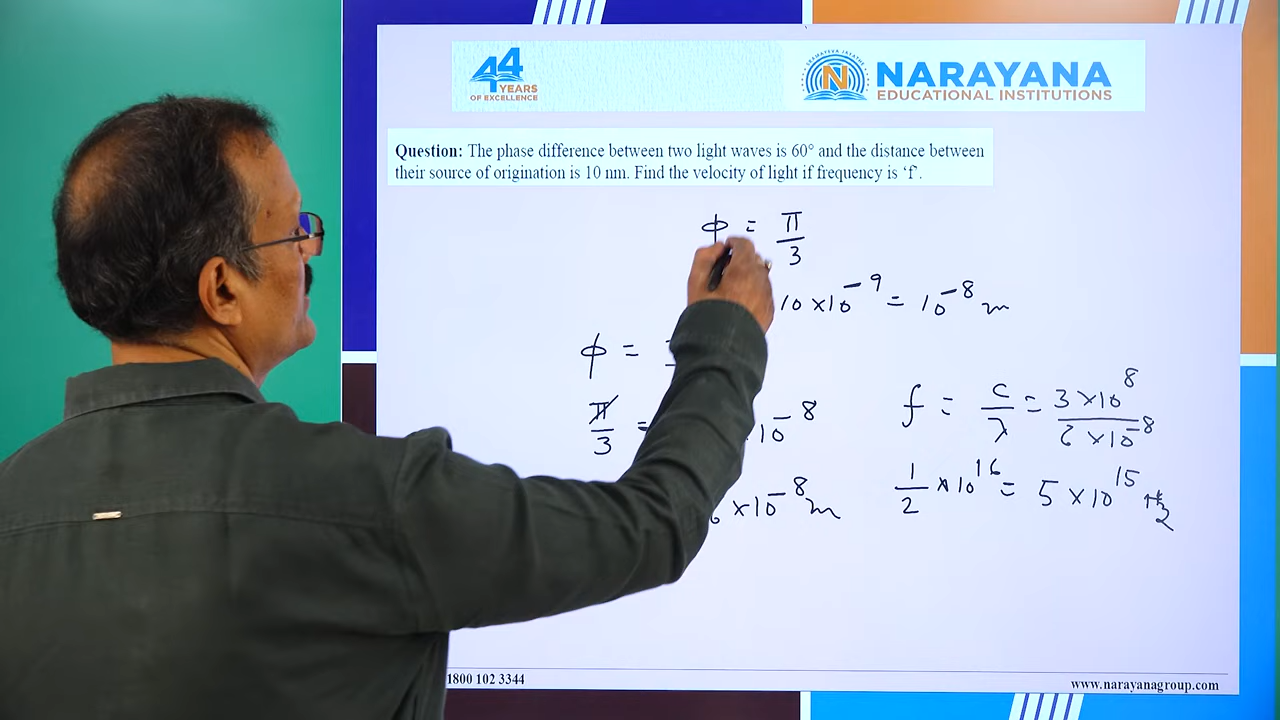 44
YEARS
OF EXCELLENCE
NARAYANA
EDUCATIONAL INSTITUTIONS
Question: The phase difference between two light waves is 60° and the distance between
their source of origination is 10 nm. Find the velocity of light if frequency is ‘f’.
ϕ = π/3
10 × 10⁻⁹ = 10⁻⁸ m
ϕ =
π/3 = 10⁻⁸
f = c/λ = 3 × 10⁸ / 6 × 10⁻⁸
6 × 10⁻⁸ m
1/2 × 10¹⁶ = 5 × 10¹⁵ Hz
1800 102 3344
www.narayanagroup.com